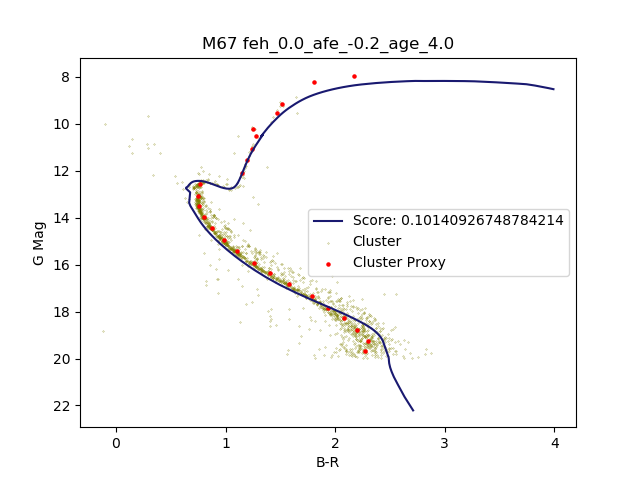 M67 feh_0.0_afe_-0.2_age_4.0
8
10
12
14
16
18
20
22
G Mag
Score: 0.10140926748784214
Cluster
Cluster Proxy
0
1
2
3
4
B-R